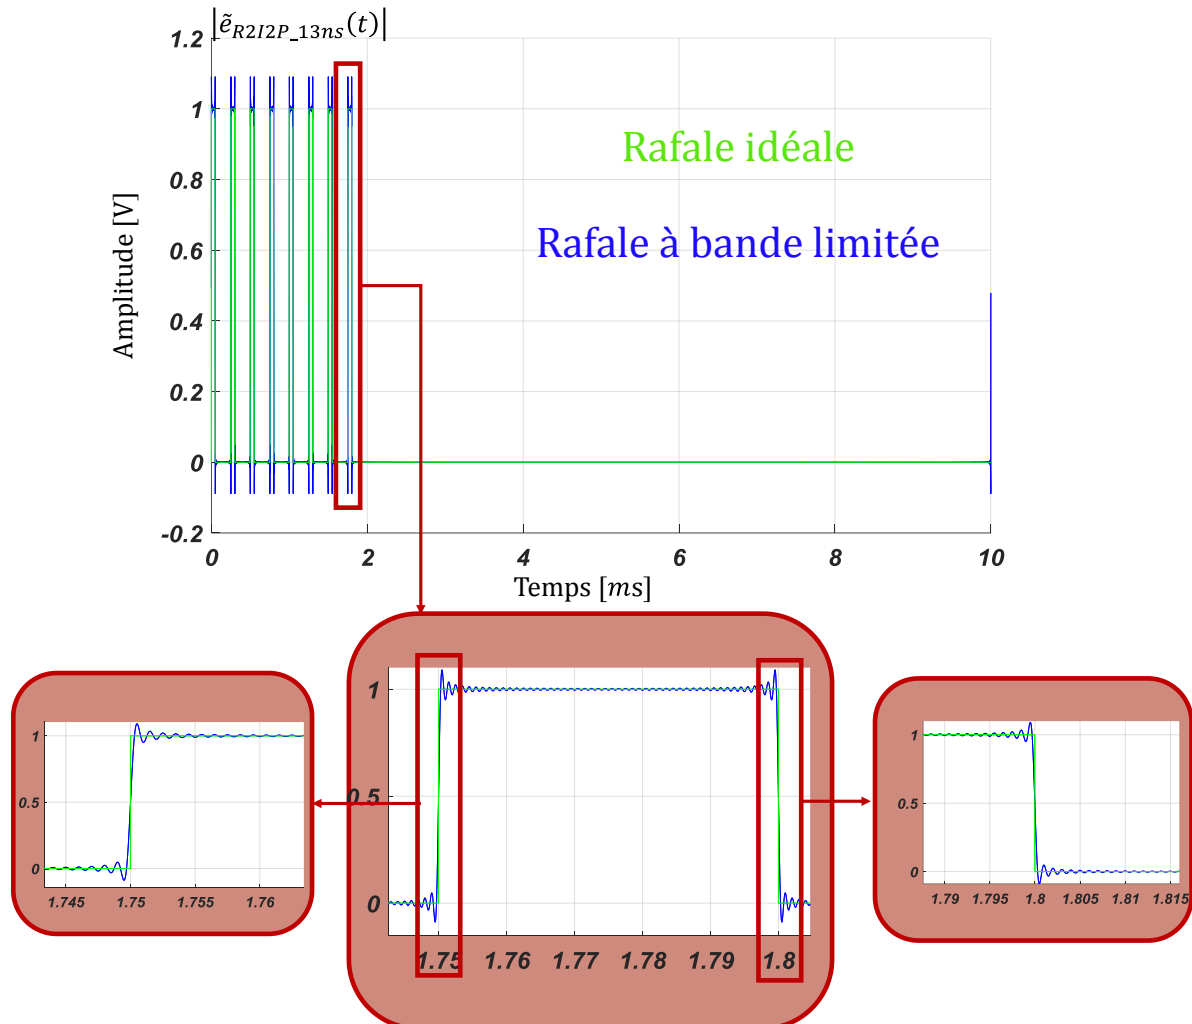 |ẽ_{R2I2P_13ns}(t)|
1.2
1
0.8
0.6
0.4
0.2
0
-0.2
Amplitude [V]
Rafale idéale
Rafale à bande limitée
0 2 4 6 8 10
Temps [ms]
1
0.5
0
1.745 1.75 1.755 1.76
1
0.5
0
1.75 1.76 1.77 1.78 1.79 1.8
1
0.5
0
1.79 1.795 1.8 1.805 1.81 1.815